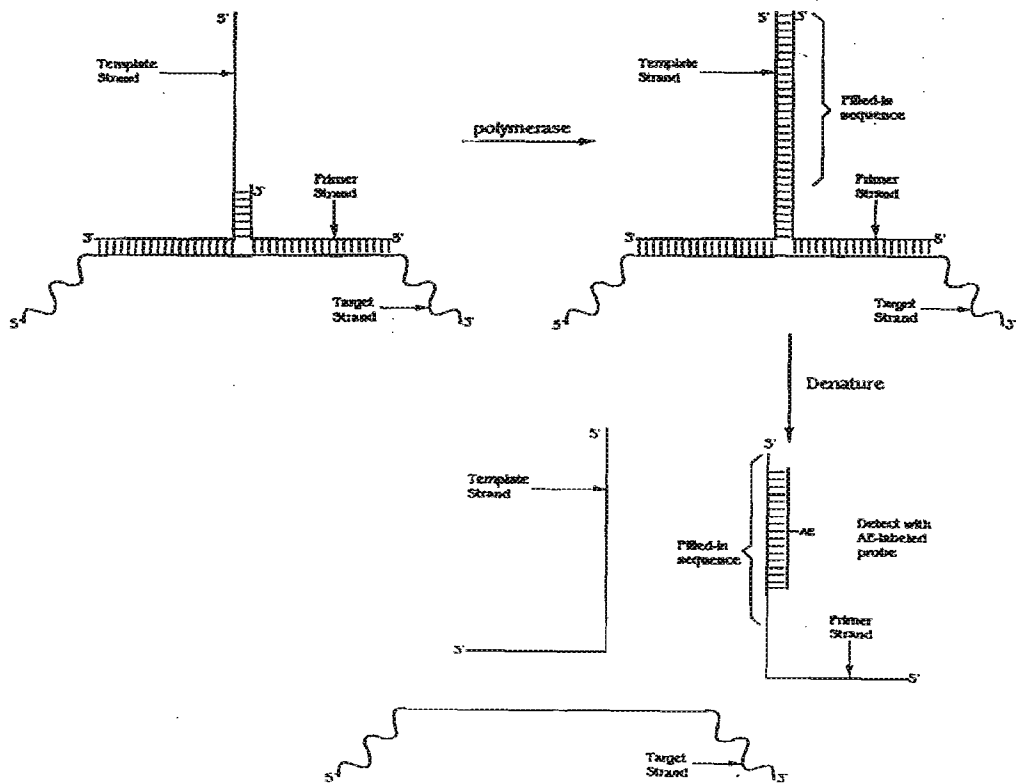 5'
Template
Strand
3'
Primer
Strand
3'
5'
Target
Strand
5'
3'
polymerase
5' 3'
Template
Strand
Filled-in
sequence
Primer
Strand
3'
5'
Target
Strand
5'
3'
Denature
5'
Template
Strand
3'
3'
Filled-in
sequence
AE
Detect with
AE-labeled
probe
Primer
Strand
5'
Target
Strand
5'
3'